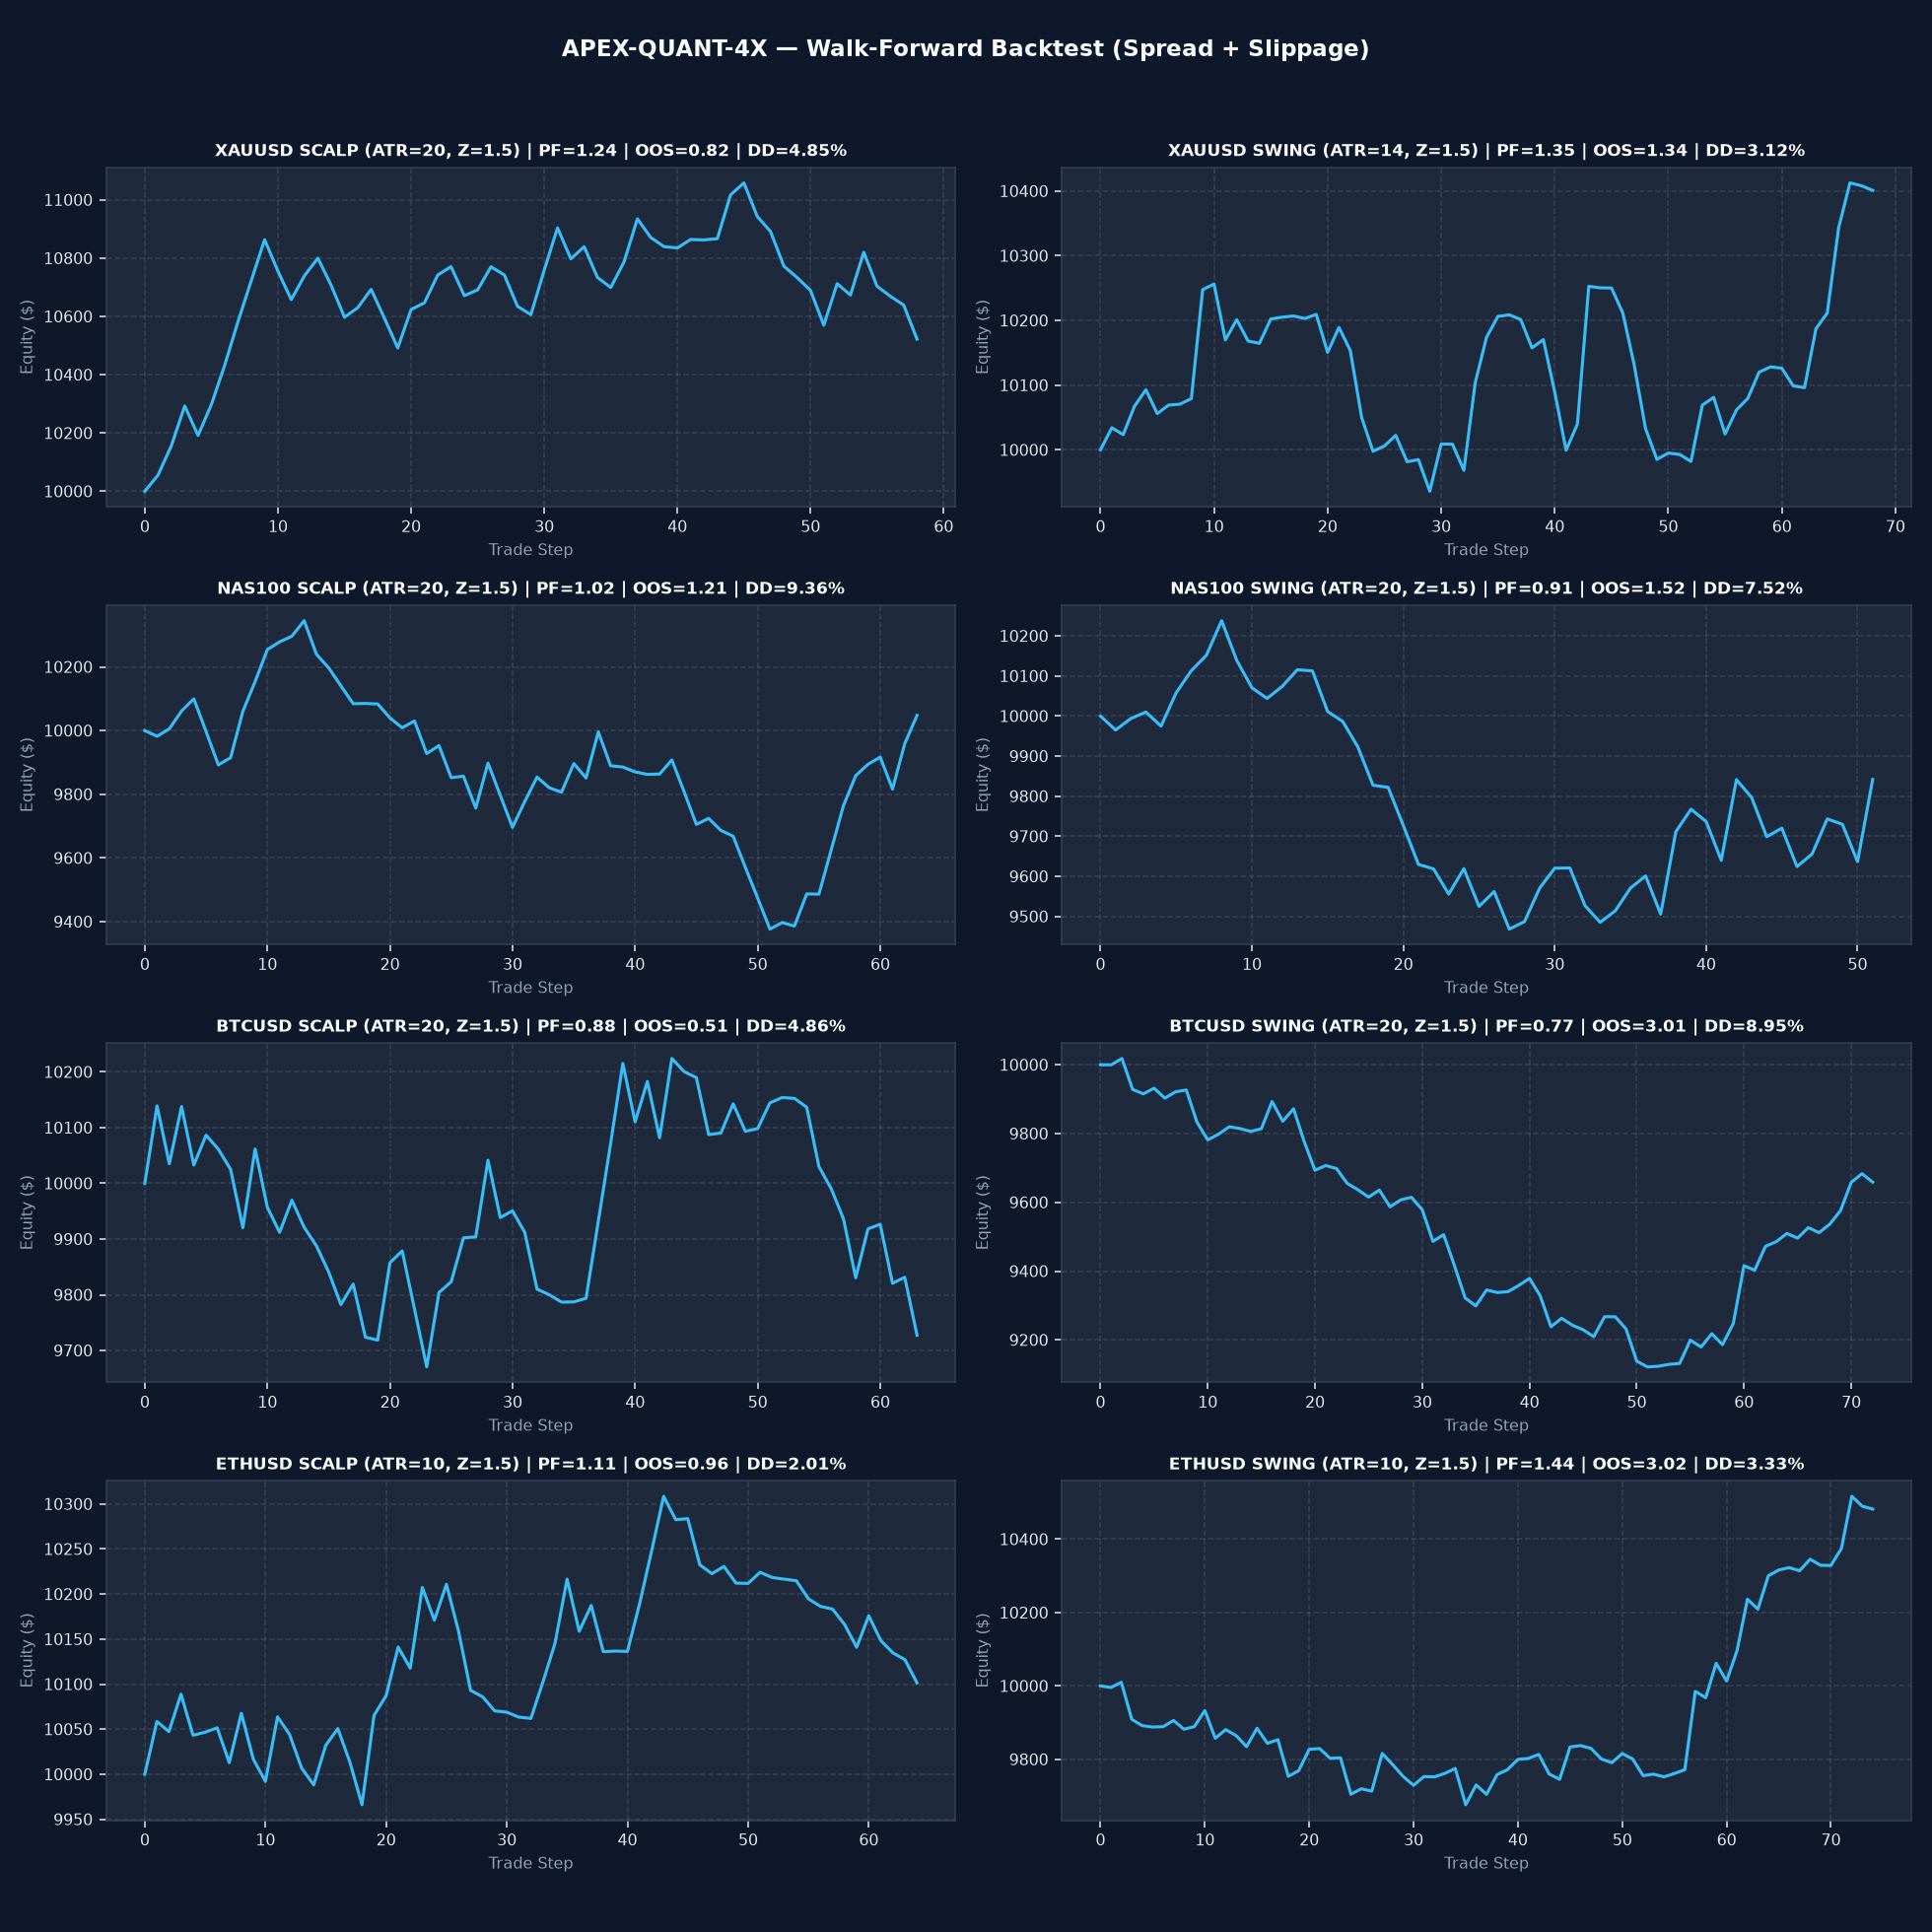 APEX-QUANT-4X — Walk-Forward Backtest (Spread + Slippage)
XAUUSD SCALP (ATR=20, Z=1.5) | PF=1.24 | OOS=0.82 | DD=4.85%
Equity ($)
11000
10800
10600
10400
10200
10000
0 10 20 30 40 50 60
Trade Step
XAUUSD SWING (ATR=14, Z=1.5) | PF=1.35 | OOS=1.34 | DD=3.12%
Equity ($)
10400
10300
10200
10100
10000
0 10 20 30 40 50 60 70
Trade Step
NAS100 SCALP (ATR=20, Z=1.5) | PF=1.02 | OOS=1.21 | DD=9.36%
Equity ($)
10200
10000
9800
9600
9400
0 10 20 30 40 50 60
Trade Step
NAS100 SWING (ATR=20, Z=1.5) | PF=0.91 | OOS=1.52 | DD=7.52%
Equity ($)
10200
10100
10000
9900
9800
9700
9600
9500
0 10 20 30 40 50
Trade Step
BTCUSD SCALP (ATR=20, Z=1.5) | PF=0.88 | OOS=0.51 | DD=4.86%
Equity ($)
10200
10100
10000
9900
9800
9700
0 10 20 30 40 50 60
Trade Step
BTCUSD SWING (ATR=20, Z=1.5) | PF=0.77 | OOS=3.01 | DD=8.95%
Equity ($)
10000
9800
9600
9400
9200
0 10 20 30 40 50 60 70
Trade Step
ETHUSD SCALP (ATR=10, Z=1.5) | PF=1.11 | OOS=0.96 | DD=2.01%
Equity ($)
10300
10250
10200
10150
10100
10050
10000
9950
0 10 20 30 40 50 60
Trade Step
ETHUSD SWING (ATR=10, Z=1.5) | PF=1.44 | OOS=3.02 | DD=3.33%
Equity ($)
10400
10200
10000
9800
0 10 20 30 40 50 60 70
Trade Step